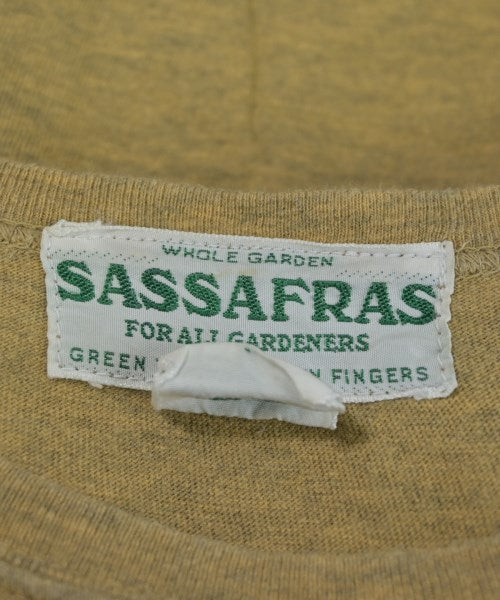 WHOLE GARDEN
SASSAFRAS
FOR ALL GARDENERS
GREEN FINGERS